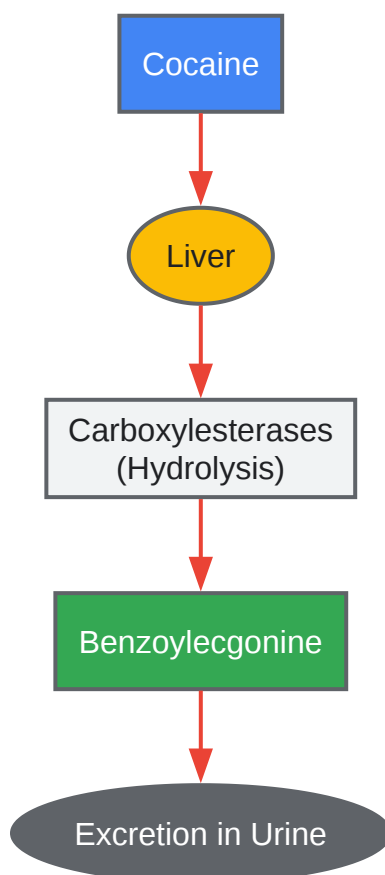 Cocaine
Liver
Carboxylesterases
(Hydrolysis)
Benzoylecgonine
Excretion in Urine